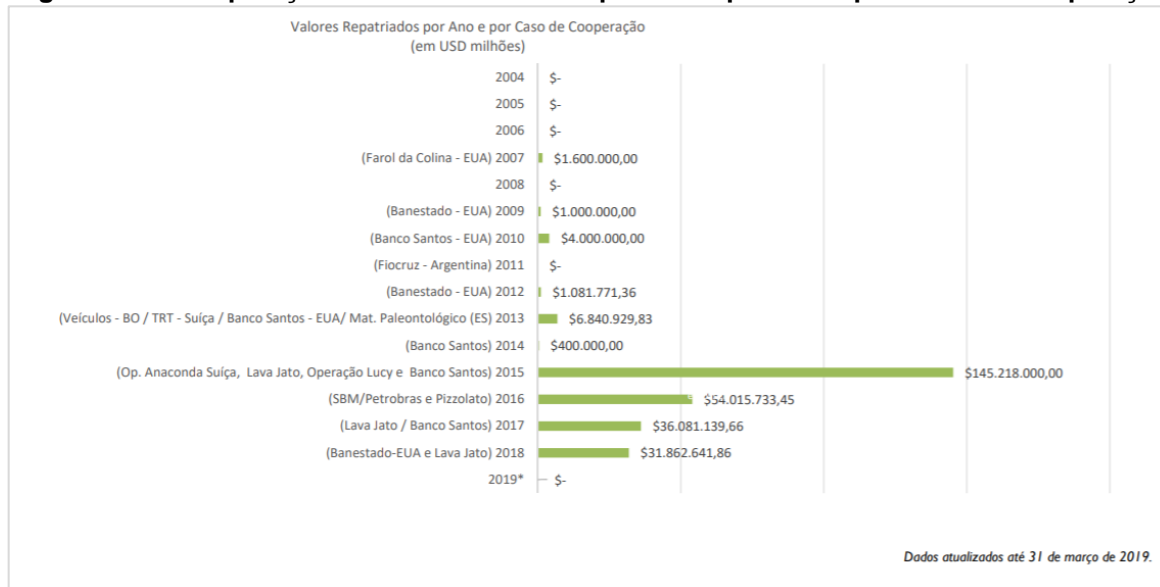 Valores Repatriados por Ano e por Caso de Cooperação
(em USD milhões)
2004 $-
2005 $-
2006 $-
(Farol da Colina - EUA) 2007 $1.600.000,00
2008 $-
(Banestado - EUA) 2009 $1.000.000,00
(Banco Santos - EUA) 2010 $4.000.000,00
(Fiocruz - Argentina) 2011 $-
(Banestado - EUA) 2012 $1.081.771,36
(Veículos - BO / TRT - Suíça / Banco Santos - EUA/ Mat. Paleontológico (ES) 2013 $6.840.929,83
(Banco Santos) 2014 $400.000,00
(Op. Anaconda Suíça, Lava Jato, Operação Lucy e Banco Santos) 2015 $145.218.000,00
(SBM/Petrobras e Pizzolato) 2016 $54.015.733,45
(Lava Jato / Banco Santos) 2017 $36.081.139,66
(Banestado-EUA e Lava Jato) 2018 $31.862.641,86
2019* $-
Dados atualizados até 31 de março de 2019.